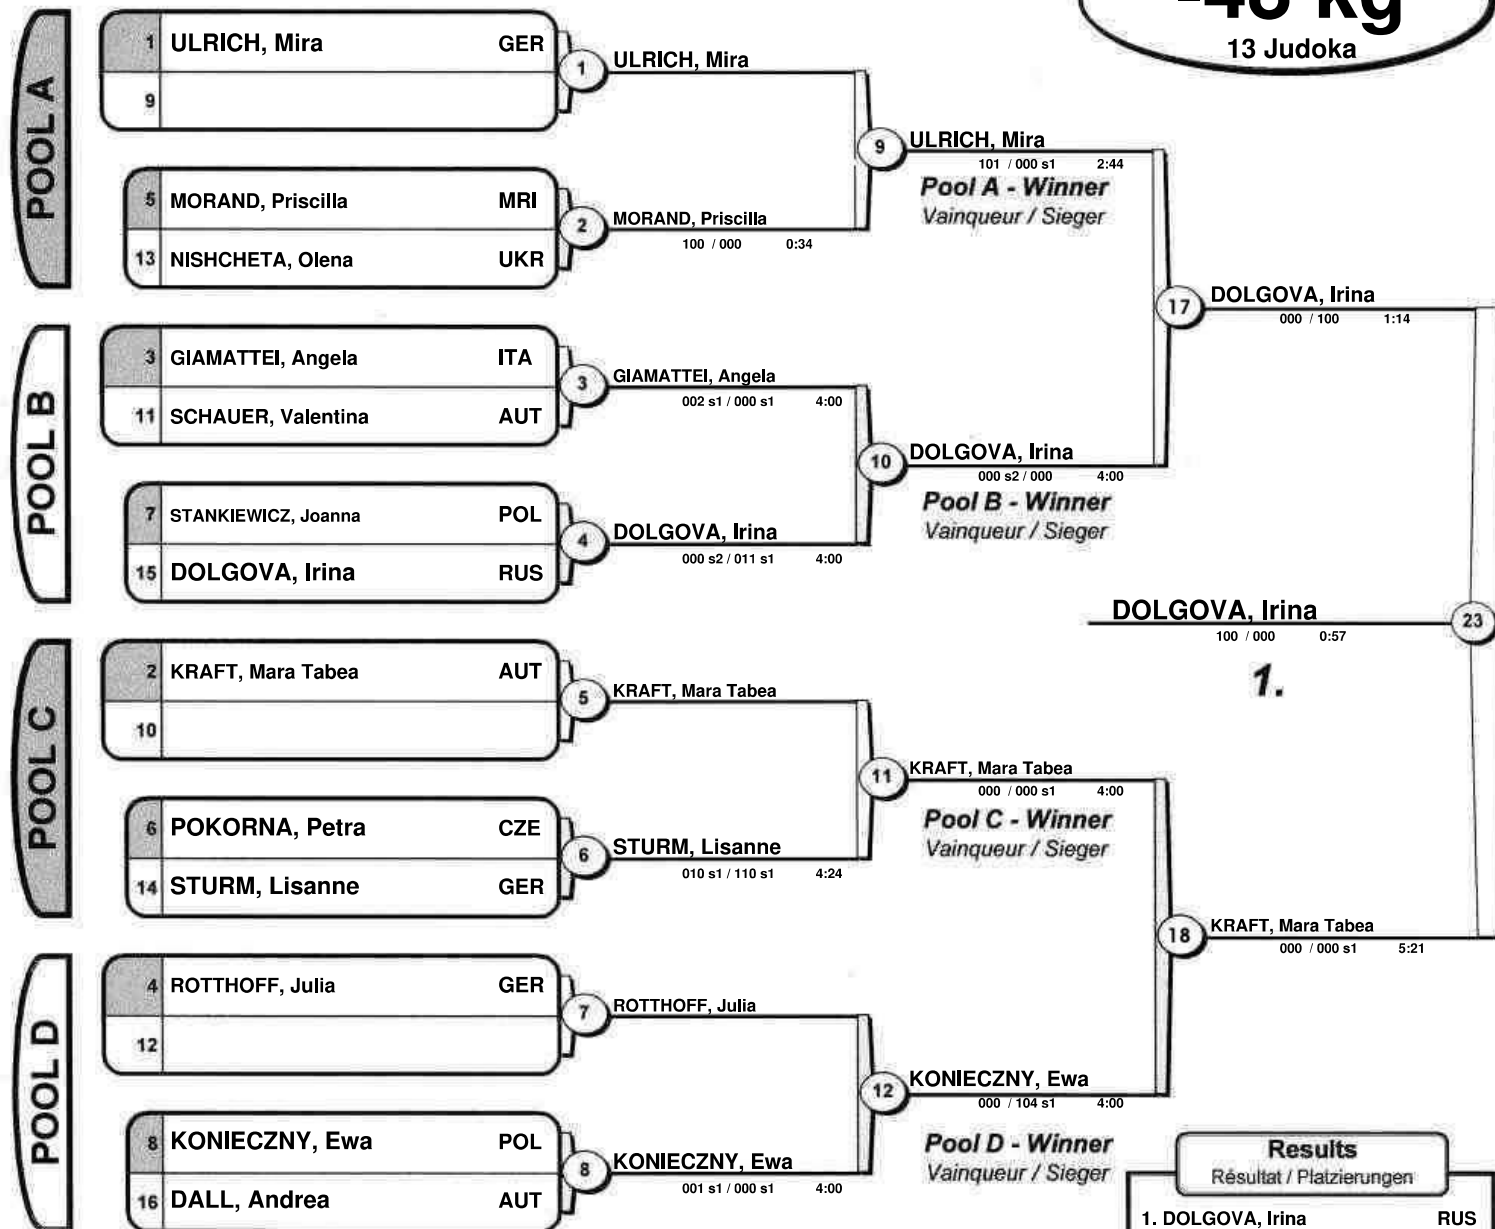 -48 kg
13 Judoka
POOL A
1 ULRICH, Mira GER
9
5 MORAND, Priscilla MRI
13 NISHCHETA, Olena UKR
1 ULRICH, Mira
2 MORAND, Priscilla
100 / 000 0:34
9 ULRICH, Mira
101 / 000 s1 2:44
Pool A - Winner
Vainqueur / Sieger
POOL B
3 GIAMATTEI, Angela ITA
11 SCHAUER, Valentina AUT
7 STANKIEWICZ, Joanna POL
15 DOLGOVA, Irina RUS
3 GIAMATTEI, Angela
002 s1 / 000 s1 4:00
4 DOLGOVA, Irina
000 s2 / 011 s1 4:00
10 DOLGOVA, Irina
000 s2 / 000 4:00
Pool B - Winner
Vainqueur / Sieger
17 DOLGOVA, Irina
000 / 100 1:14
DOLGOVA, Irina 23
100 / 000 0:57
1.
POOL C
2 KRAFT, Mara Tabea AUT
10
6 POKORNA, Petra CZE
14 STURM, Lisanne GER
5 KRAFT, Mara Tabea
6 STURM, Lisanne
010 s1 / 110 s1 4:24
11 KRAFT, Mara Tabea
000 / 000 s1 4:00
Pool C - Winner
Vainqueur / Sieger
18 KRAFT, Mara Tabea
000 / 000 s1 5:21
POOL D
4 ROTTHOFF, Julia GER
12
8 KONIECZNY, Ewa POL
16 DALL, Andrea AUT
7 ROTTHOFF, Julia
8 KONIECZNY, Ewa
001 s1 / 000 s1 4:00
12 KONIECZNY, Ewa
000 / 104 s1 4:00
Pool D - Winner
Vainqueur / Sieger
Results
Résultat / Platzierungen
1. DOLGOVA, Irina RUS